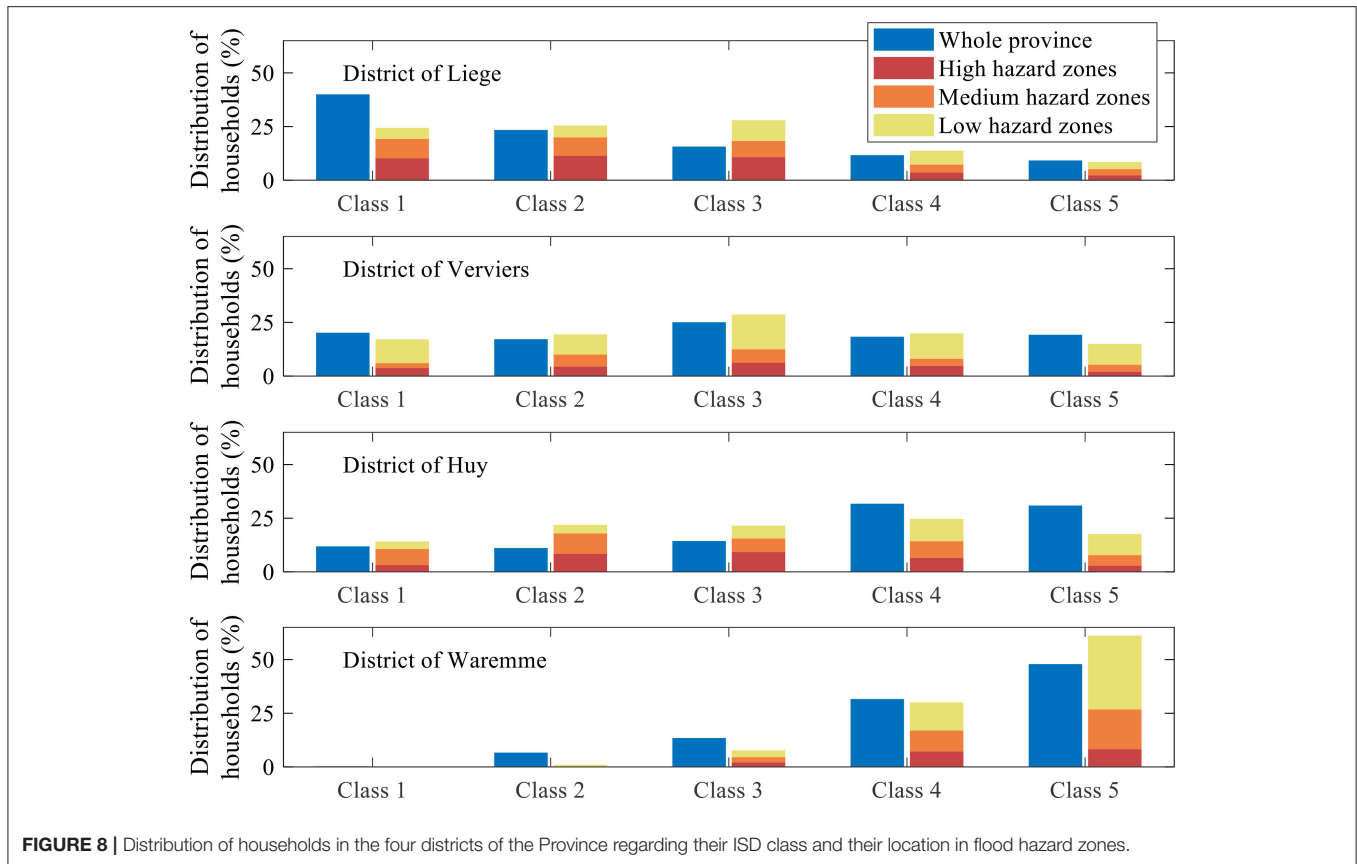 Distribution of
households (%)
50
25
0
District of Liege
Whole province
High hazard zones
Medium hazard zones
Low hazard zones
Class 1 Class 2 Class 3 Class 4 Class 5
Distribution of
households (%)
50
25
0
District of Verviers
Class 1 Class 2 Class 3 Class 4 Class 5
Distribution of
households (%)
50
25
0
District of Huy
Class 1 Class 2 Class 3 Class 4 Class 5
Distribution of
households (%)
50
25
0
District of Waremme
Class 1 Class 2 Class 3 Class 4 Class 5
FIGURE 8 | Distribution of households in the four districts of the Province regarding their ISD class and their location in flood hazard zones.